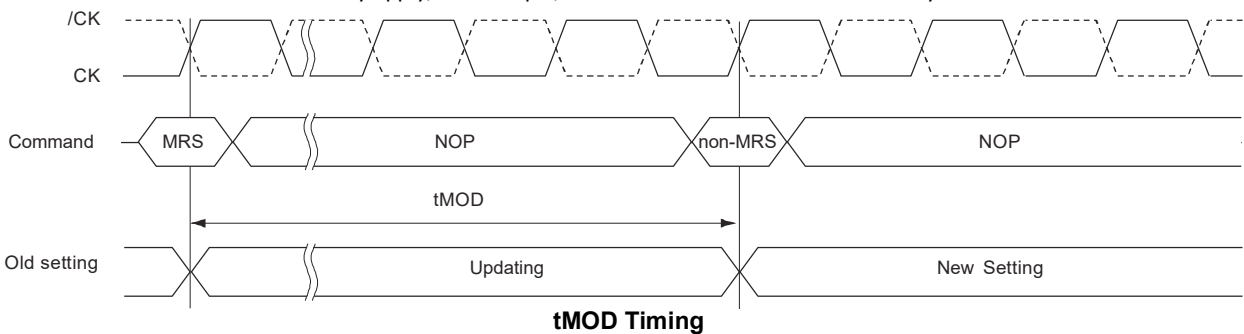 /CK
CK
Command MRS NOP non-MRS NOP
tMOD
Old setting Updating New Setting
tMOD Timing